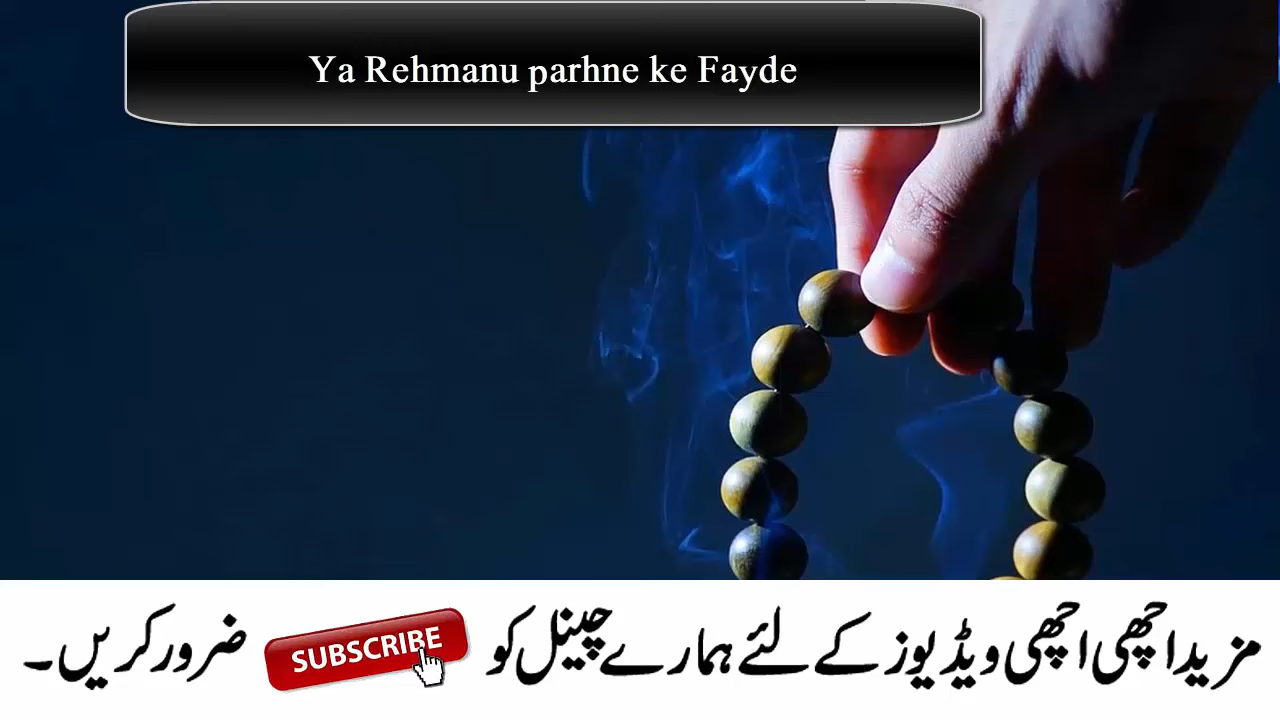 Ya Rehmanu parhne ke Fayde
مزید اچھی اچھی ویڈیوز کے لئے ہمارے چینل کو SUBSCRIBE ضرور کریں۔